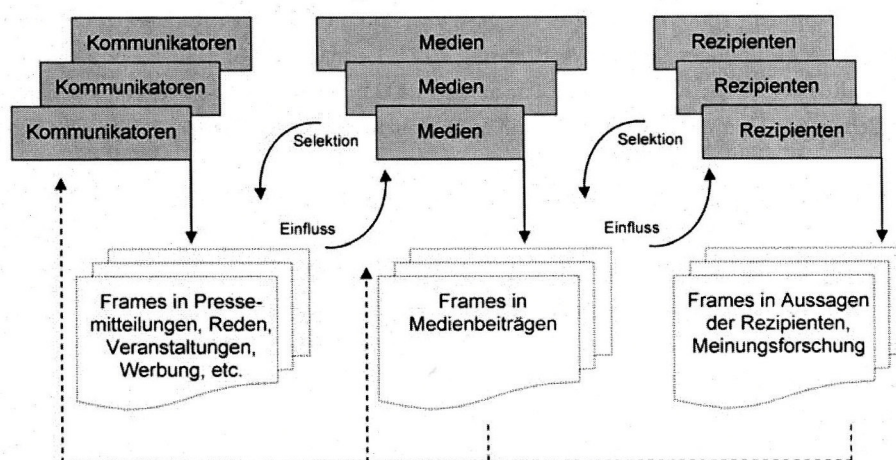 Kommunikatoren
Kommunikatoren
Kommunikatoren
Medien
Medien
Medien
Rezipienten
Rezipienten
Rezipienten
Selektion
Einfluss
Selektion
Einfluss
Frames in Presse-
mitteilungen, Reden,
Veranstaltungen,
Werbung, etc.
Frames in
Medienbeiträgen
Frames in Aussagen
der Rezipienten,
Meinungsforschung